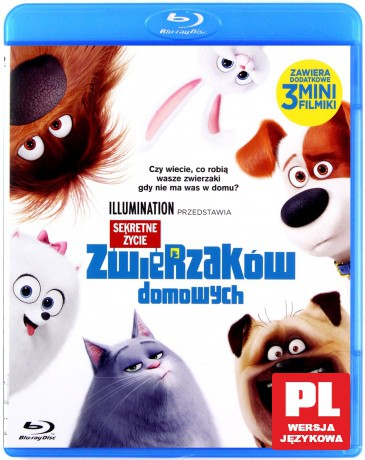 Blu-ray Disc
ZAWIERA
DODATKOWE
3 MINI
FILMIKI
Czy wiecie, co robią
wasze zwierzaki
gdy nie ma was w domu?
ILLUMINATION PRZEDSTAWIA
SEKRETNE
ŻYCIE
ZWIERZAKÓW
DOMOWYCH
Blu-ray Disc
PL
WERSJA
JĘZYKOWA